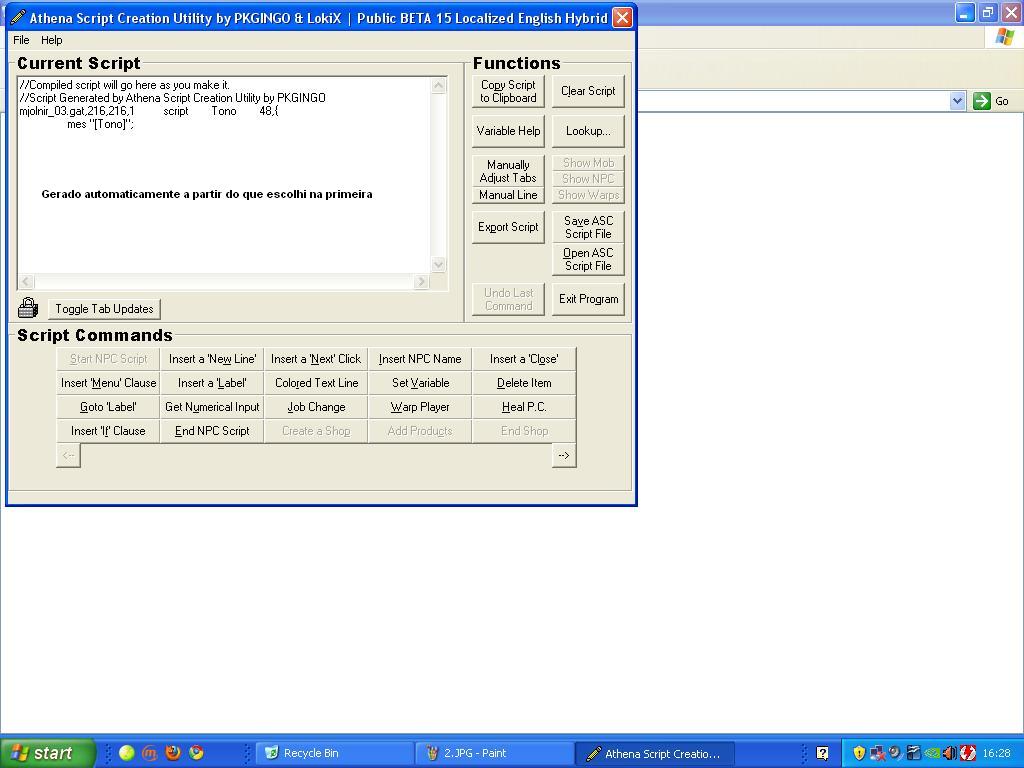 Athena Script Creation Utility by PKGINGO & LokiX | Public BETA 15 Localized English Hybrid
File Help
Current Script
//Compiled script will go here as you make it.
//Script Generated by Athena Script Creation Utility by PKGINGO
mjolnir_03.gat,216,216,1 script Tono 48,{
mes "[Tono]";
Gerado automaticamente a partir do que escolhi na primeira
Toggle Tab Updates
Functions
Copy Script to Clipboard
Clear Script
Variable Help
Lookup...
Manually Adjust Tabs
Manual Line
Show Mob
Show NPC
Show Warps
Export Script
Save ASC Script File
Open ASC Script File
Undo Last Command
Exit Program
Go
Script Commands
Start NPC Script
Insert a 'New Line'
Insert a 'Next' Click
Insert NPC Name
Insert a 'Close'
Insert 'Menu' Clause
Insert a 'Label'
Colored Text Line
Set Variable
Delete Item
Goto 'Label'
Get Numerical Input
Job Change
Warp Player
Heal P.C.
Insert 'If' Clause
End NPC Script
Create a Shop
Add Products
End Shop
<--
-->
start
Recycle Bin
2.JPG - Paint
Athena Script Creatio...
16:28